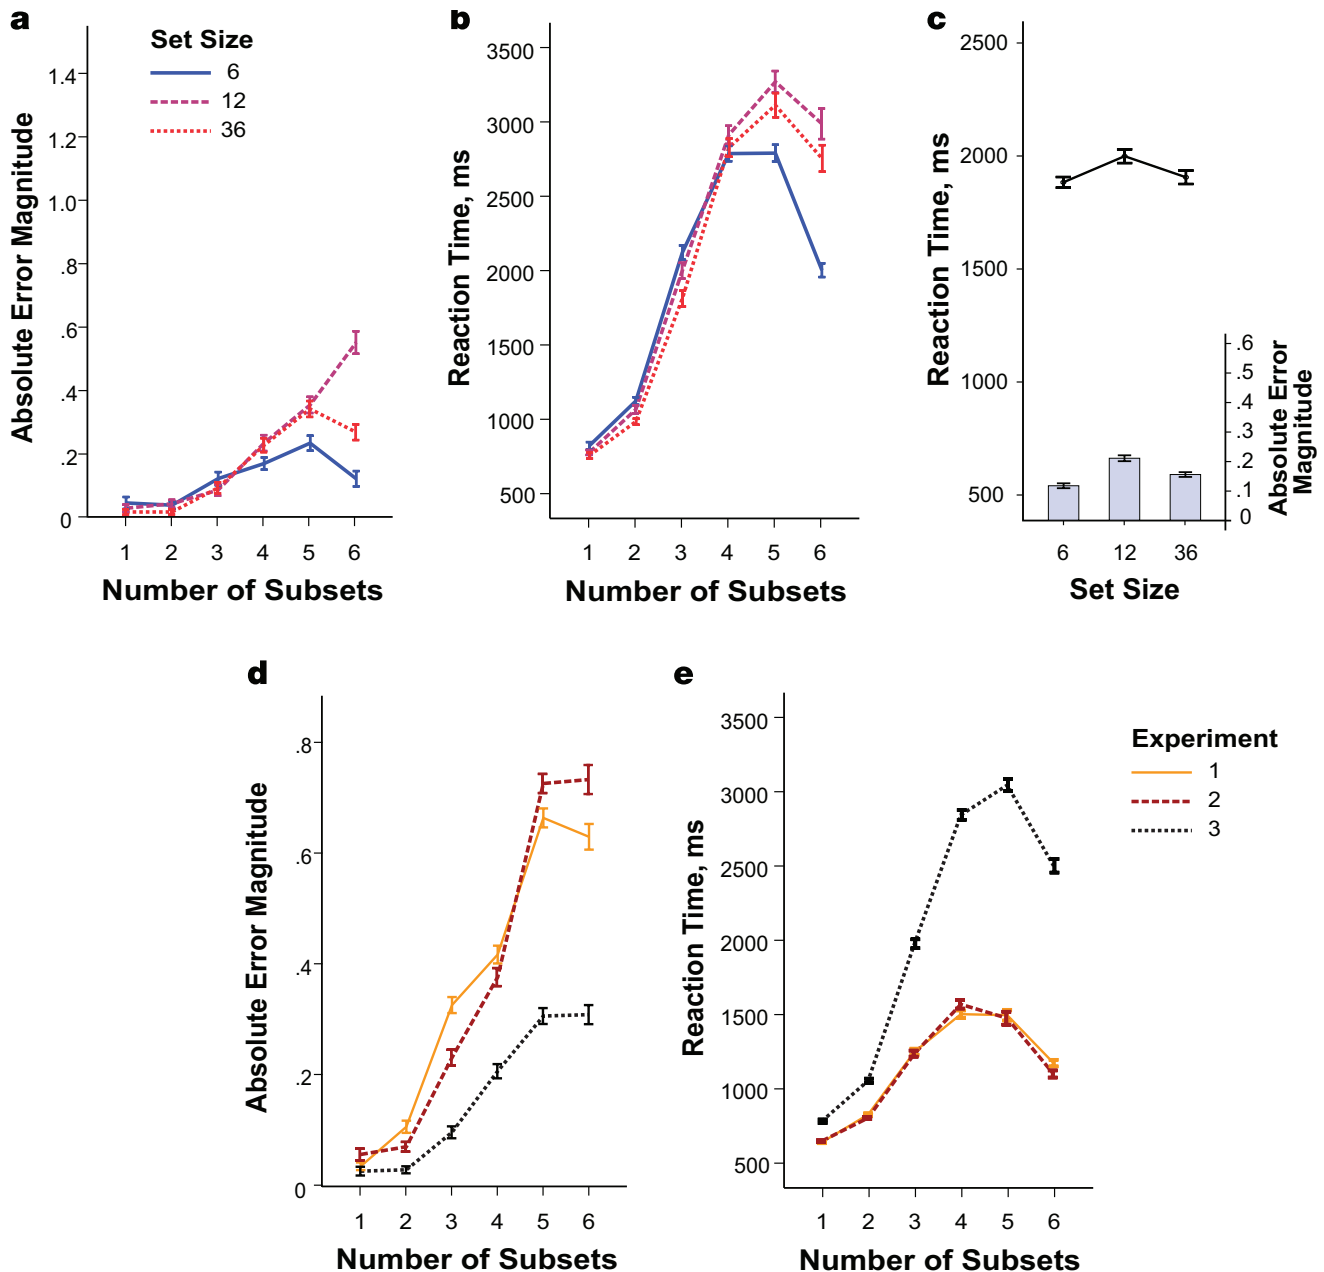 a
Set Size
6
12
36
1.4
1.2
1.0
.8
.6
.4
.2
0
Absolute Error Magnitude
1 2 3 4 5 6
Number of Subsets
b
3500
3000
2500
2000
1500
1000
500
Reaction Time, ms
1 2 3 4 5 6
Number of Subsets
c
2500
2000
1500
1000
500
Reaction Time, ms
.6
.5
.4
.3
.2
.1
0
Absolute Error
Magnitude
6 12 36
Set Size
d
.8
.6
.4
.2
0
Absolute Error Magnitude
1 2 3 4 5 6
Number of Subsets
e
3500
3000
2500
2000
1500
1000
500
Reaction Time, ms
1 2 3 4 5 6
Number of Subsets
Experiment
1
2
3